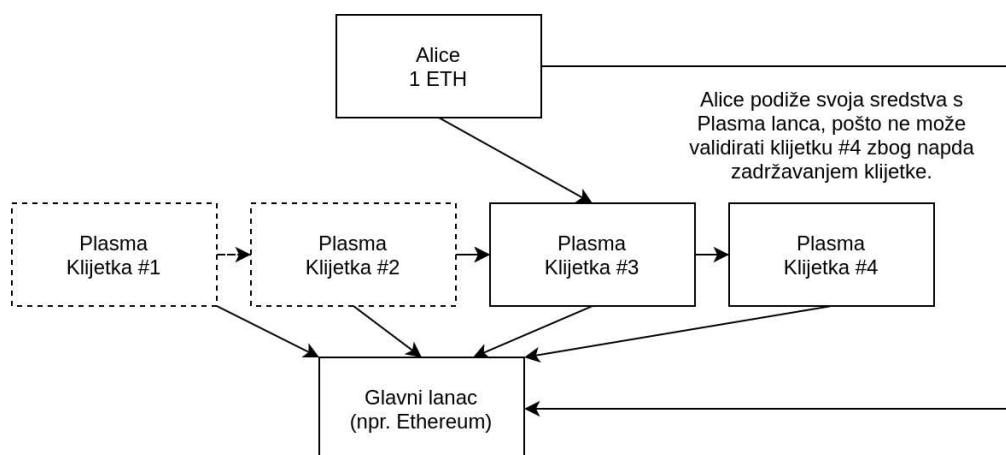 Alice
1 ETH
Alice podiže svoja sredstva s
Plasma lanca, pošto ne može
validirati klijetku #4 zbog napda
zadržavanjem klijetke.
Plasma
Klijetka #1
Plasma
Klijetka #2
Plasma
Klijetka #3
Plasma
Klijetka #4
Glavni lanac
(npr. Ethereum)